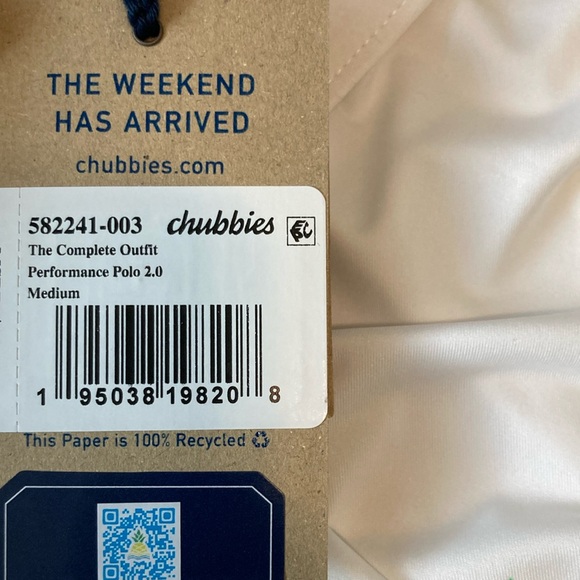 THE WEEKEND
HAS ARRIVED
chubbies.com
582241-003 chubbies
The Complete Outfit
Performance Polo 2.0
Medium
1 95038 19820 8
This Paper is 100% Recycled